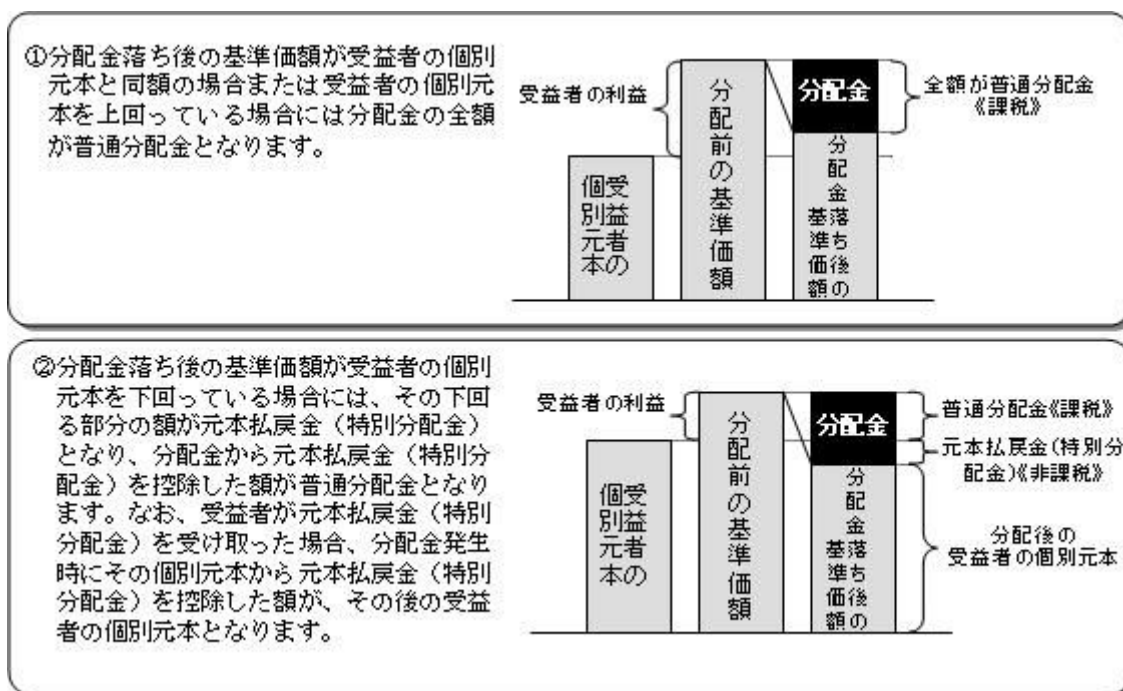 ①分配金落ち後の基準価額が受益者の個別
元本と同額の場合または受益者の個別元
本を上回っている場合には分配金の全額
が普通分配金となります。
受益者の利益
受益者の
個別元本
分配前の基準価額
分配金
分配金落ち後の
基準価額
全額が普通分配金
《課税》
②分配金落ち後の基準価額が受益者の個別
元本を下回っている場合には、その下回
る部分の額が元本払戻金（特別分配金）
となり、分配金から元本払戻金（特別分
配金）を控除した額が普通分配金となり
ます。なお、受益者が元本払戻金（特別
分配金）を受け取った場合、分配金発生
時にその個別元本から元本払戻金（特別
分配金）を控除した額が、その後の受益
者の個別元本となります。
受益者の利益
受益者の
個別元本
分配前の基準価額
分配金
分配金落ち後の
基準価額
普通分配金《課税》
元本払戻金(特別分
配金)《非課税》
分配後の
受益者の個別元本